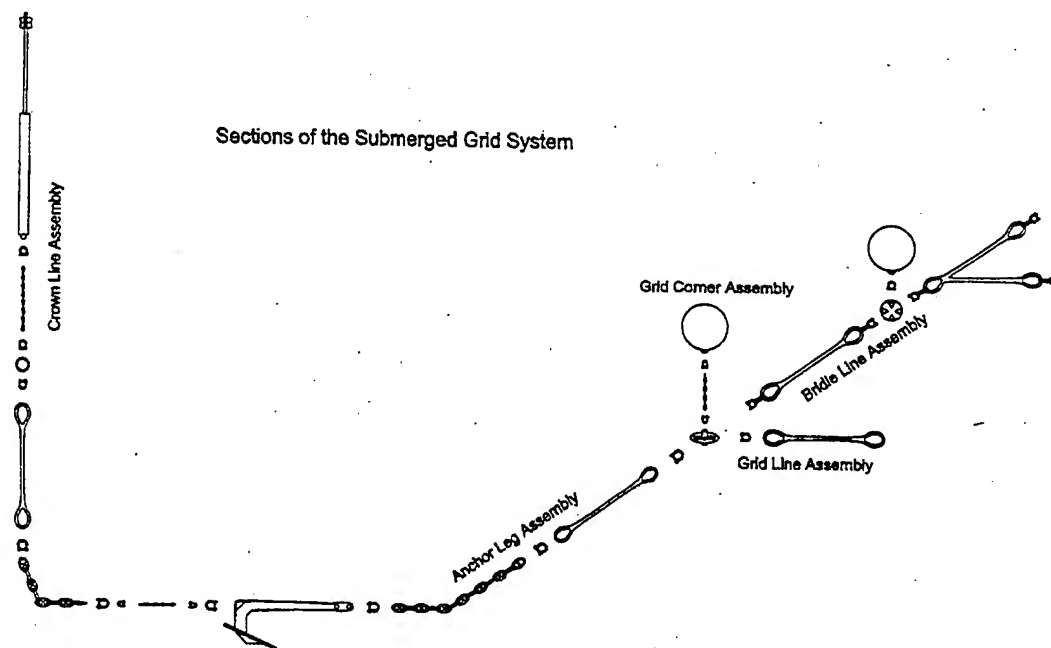 Sections of the Submerged Grid System
Crown Line Assembly
Grid Corner Assembly
Bridle Line Assembly
Grid Line Assembly
Anchor Leg Assembly